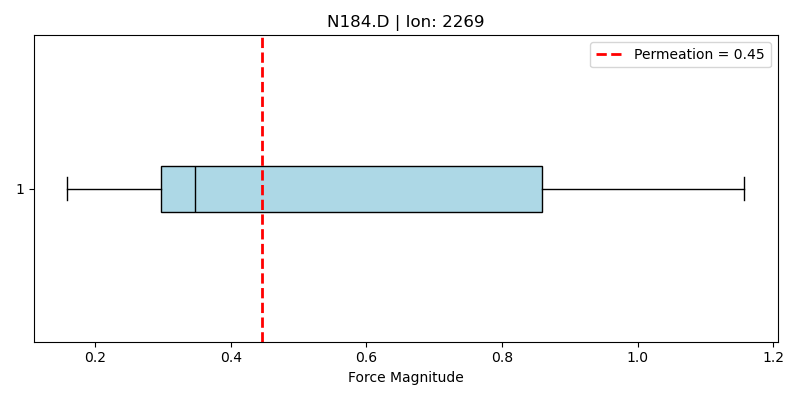 N184.D | Ion: 2269
Permeation = 0.45
1
0.2 0.4 0.6 0.8 1.0 1.2
Force Magnitude